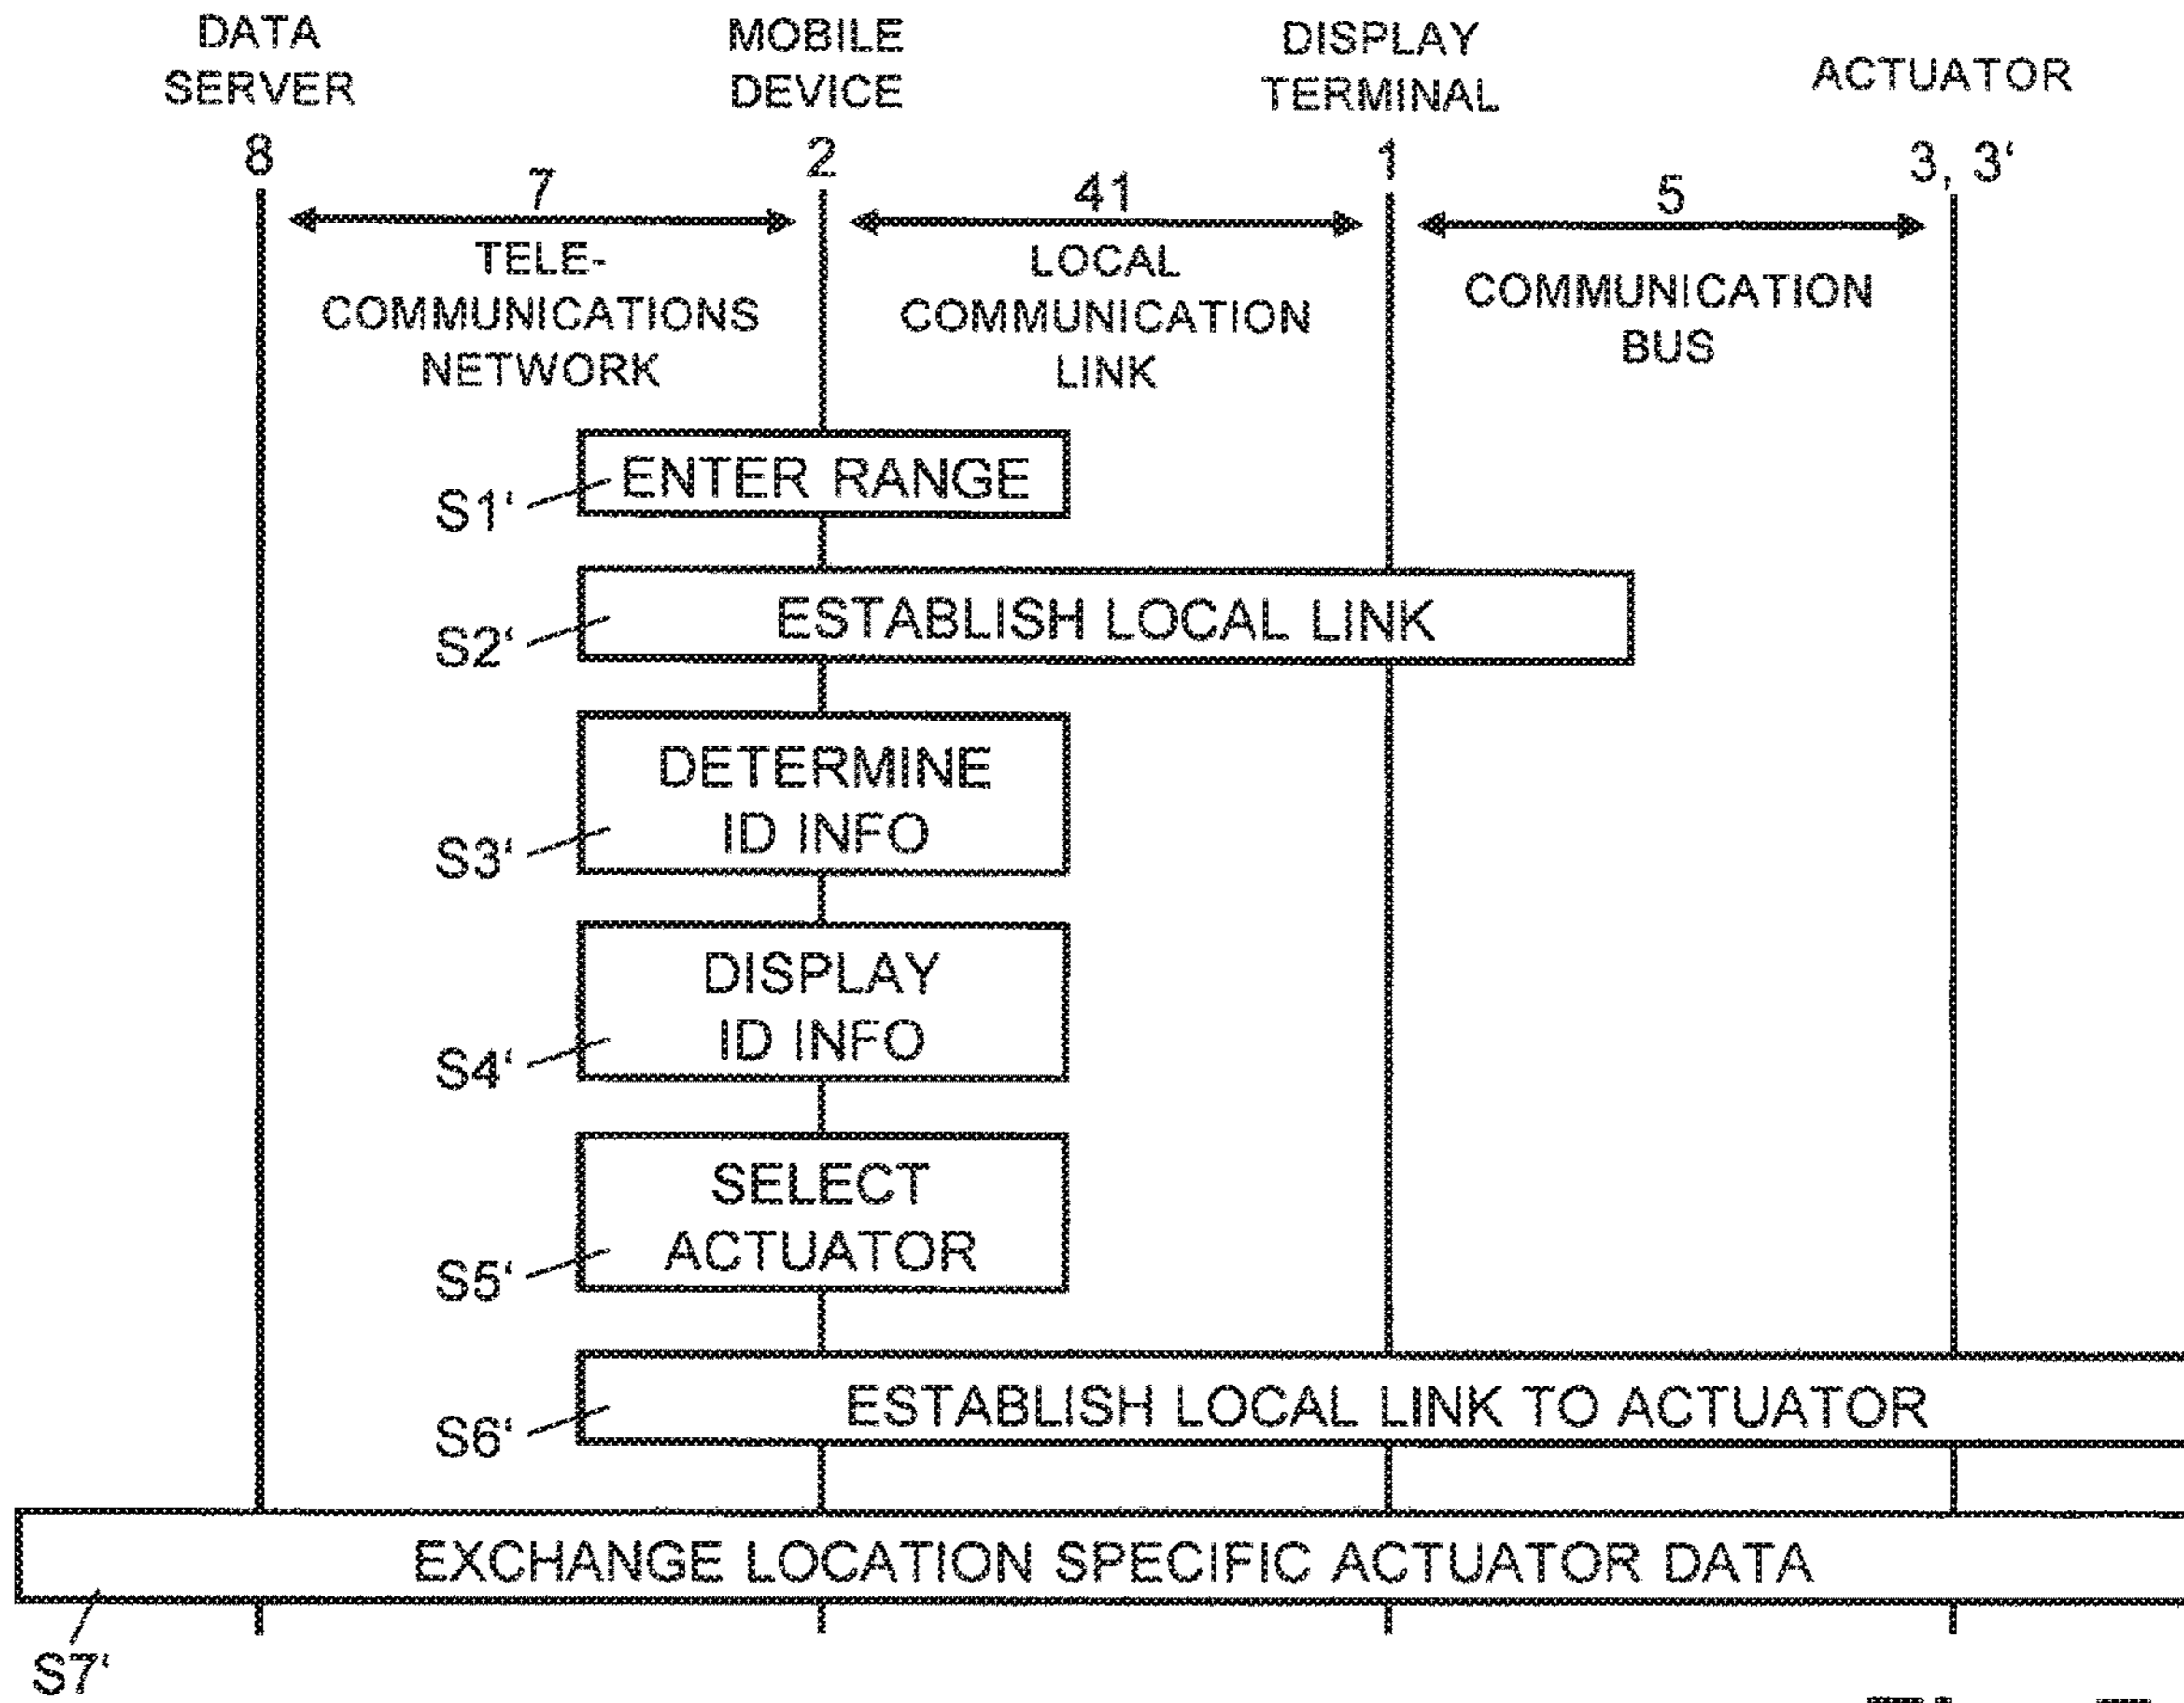 DATA
SERVER
8
MOBILE
DEVICE
2
DISPLAY
TERMINAL
1
ACTUATOR
3, 3‘
7
TELE-
COMMUNICATIONS
NETWORK
41
LOCAL
COMMUNICATION
LINK
5
COMMUNICATION
BUS
S1‘
ENTER RANGE
S2‘
ESTABLISH LOCAL LINK
S3‘
DETERMINE
ID INFO
S4‘
DISPLAY
ID INFO
S5‘
SELECT
ACTUATOR
S6‘
ESTABLISH LOCAL LINK TO ACTUATOR
EXCHANGE LOCATION SPECIFIC ACTUATOR DATA
S7‘